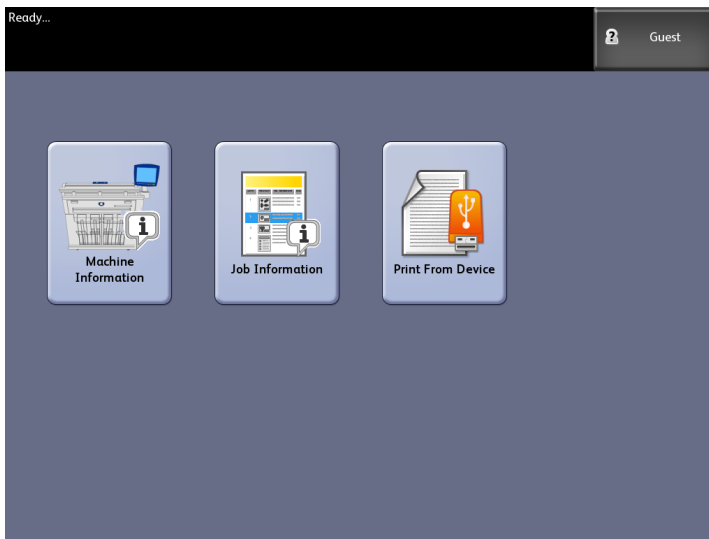 Ready...
Guest
Machine
Information
Job Information
Print From Device